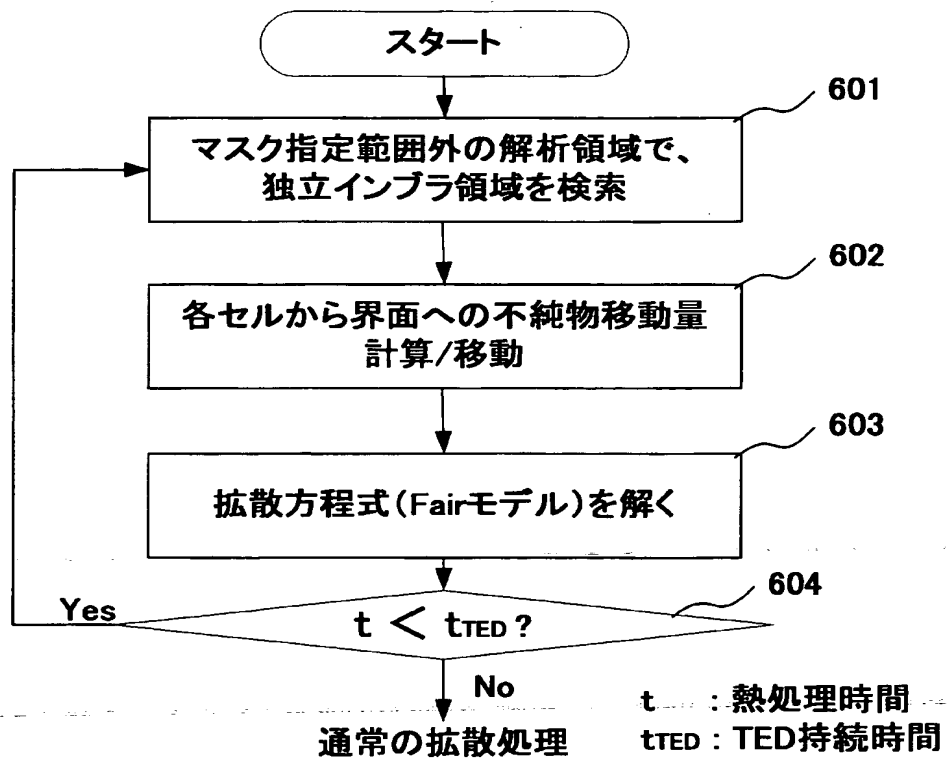 スタート
601
マスク指定範囲外の解析領域で、
独立インプラ領域を検索
602
各セルから界面への不純物移動量
計算/移動
603
拡散方程式(Fairモデル)を解く
604
Yes
t < tTED ?
No
通常の拡散処理
t : 熱処理時間
tTED : TED持続時間